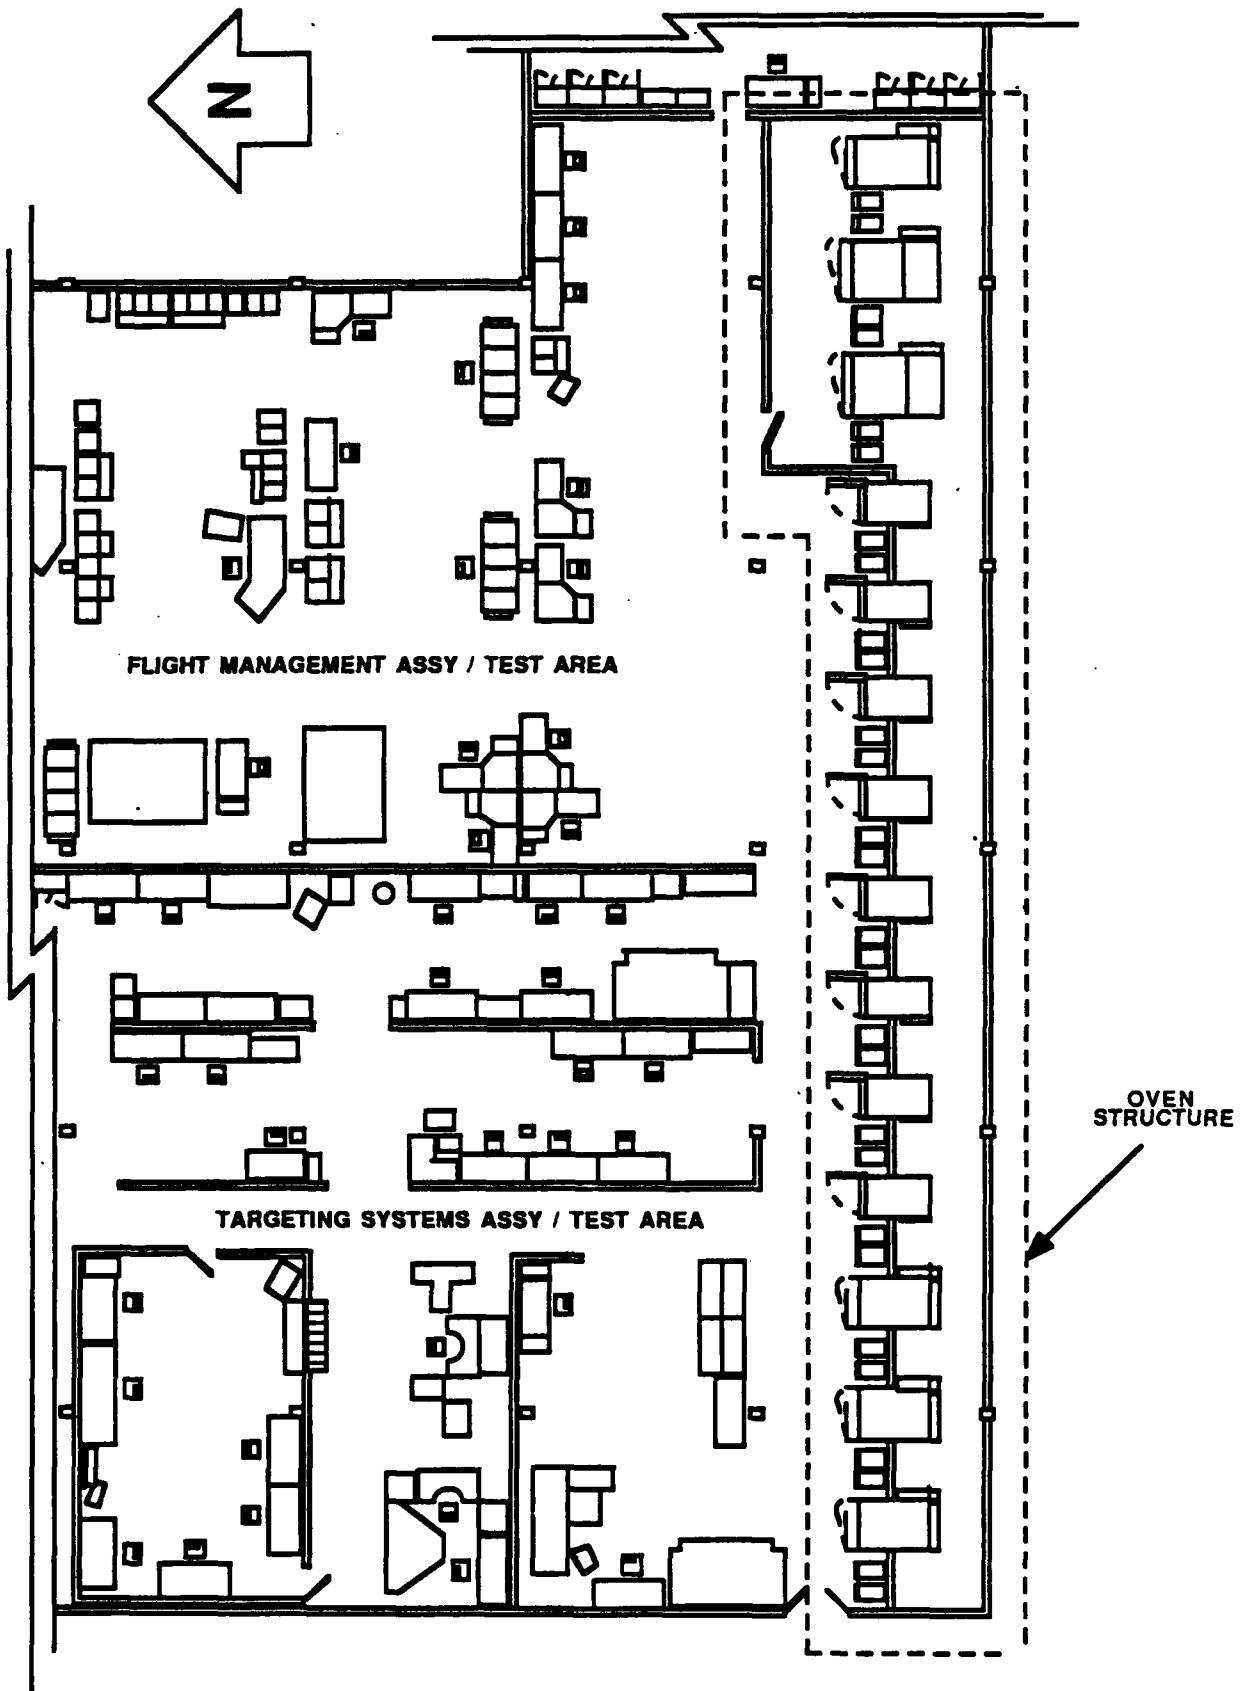 N
FLIGHT MANAGEMENT ASSY / TEST AREA
OVEN
STRUCTURE
TARGETING SYSTEMS ASSY / TEST AREA